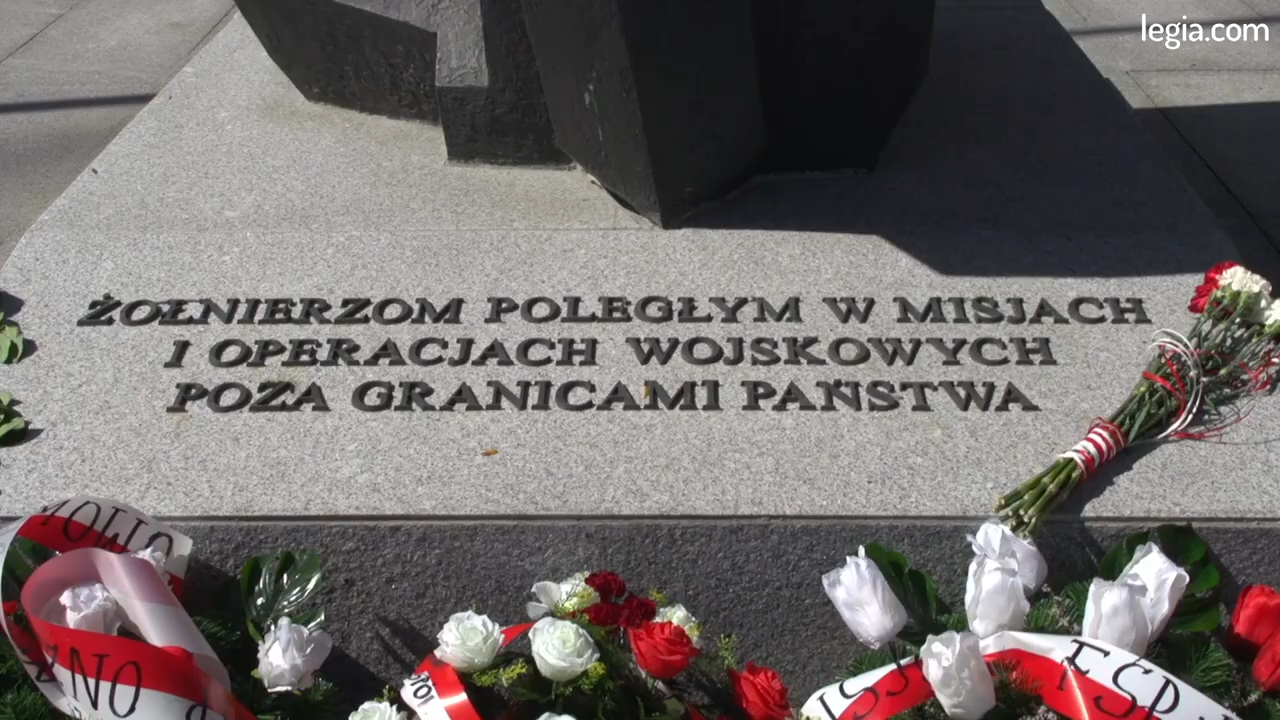 legia.com
ŻOŁNIERZOM POLEGŁYM W MISJACH
I OPERACJACH WOJSKOWYCH
POZA GRANICAMI PAŃSTWA